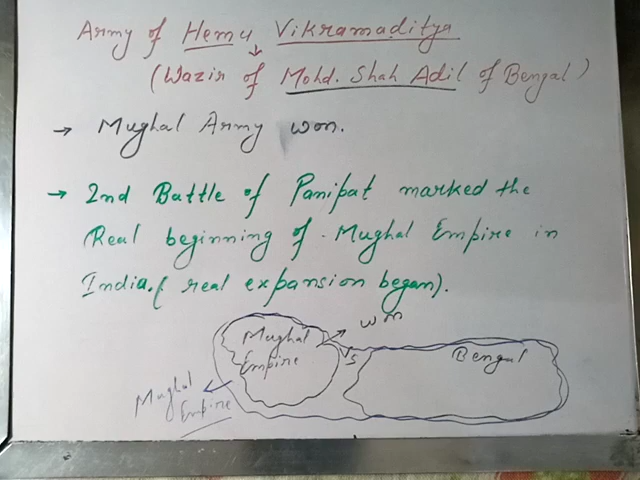 Army of Hemu Vikramaditya
(Wazir of Mohd. Shah Adil of Bengal)
→ Mughal Army won.
→ 2nd Battle of Panipat marked the
Real beginning of Mughal Empire in
India.( real expansion began).
Mughal
Empire
won
Vs
Bengal
Mughal
Empire